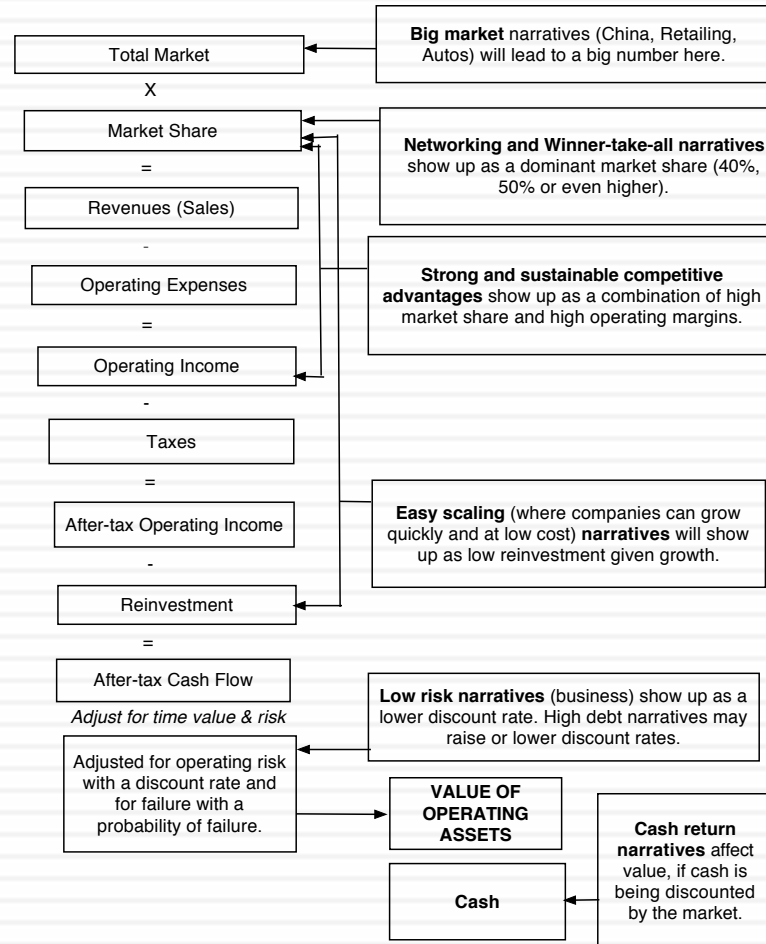 Total Market
Big market narratives (China, Retailing,
Autos) will lead to a big number here.
X
Market Share
Networking and Winner-take-all narratives
show up as a dominant market share (40%,
50% or even higher).
=
Revenues (Sales)
-
Strong and sustainable competitive
advantages show up as a combination of high
market share and high operating margins.
Operating Expenses
=
Operating Income
-
Taxes
=
After-tax Operating Income
Easy scaling (where companies can grow
quickly and at low cost) narratives will show
up as low reinvestment given growth.
-
Reinvestment
=
After-tax Cash Flow
Adjust for time value & risk
Low risk narratives (business) show up as a
lower discount rate. High debt narratives may
raise or lower discount rates.
Adjusted for operating risk
with a discount rate and
for failure with a
probability of failure.
VALUE OF
OPERATING
ASSETS
Cash
Cash return
narratives affect
value, if cash is
being discounted
by the market.